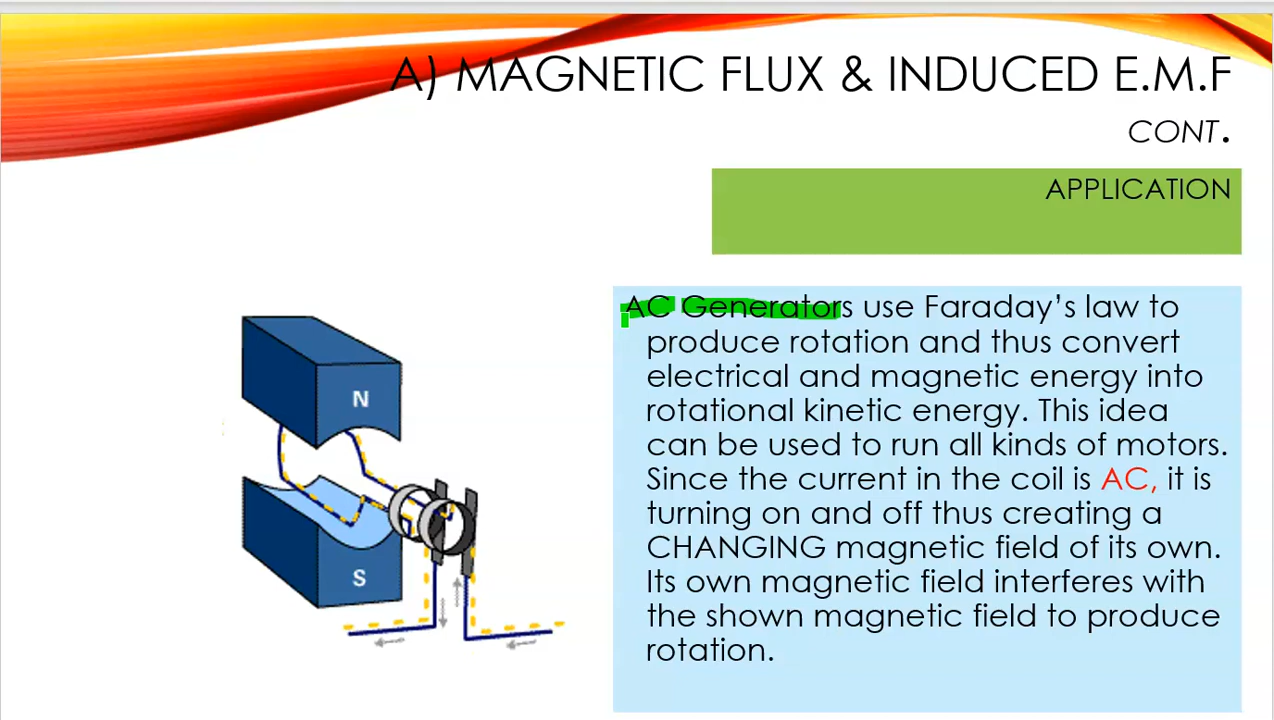 A) MAGNETIC FLUX & INDUCED E.M.F
CONT.
APPLICATION
AC Generators use Faraday’s law to
produce rotation and thus convert
electrical and magnetic energy into
rotational kinetic energy. This idea
can be used to run all kinds of motors.
Since the current in the coil is AC, it is
turning on and off thus creating a
CHANGING magnetic field of its own.
Its own magnetic field interferes with
the shown magnetic field to produce
rotation.
N
S